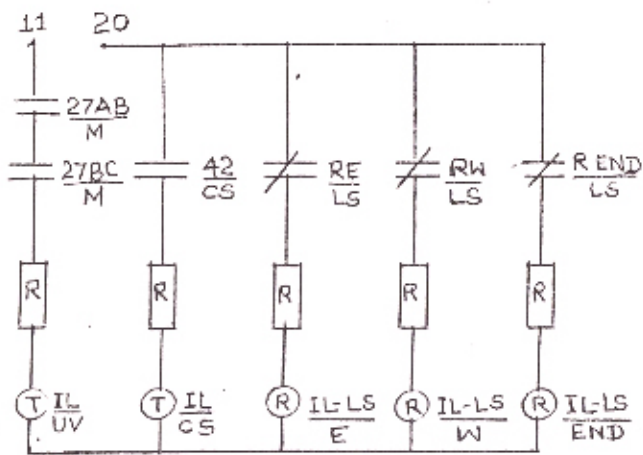 11 20
27AB
M
27BC
M
42
CS
RE
LS
RW
LS
R END
LS
R R R R R
T IL
UV
T IL
CS
R IL-LS
E
R IL-LS
W
R IL-LS
END